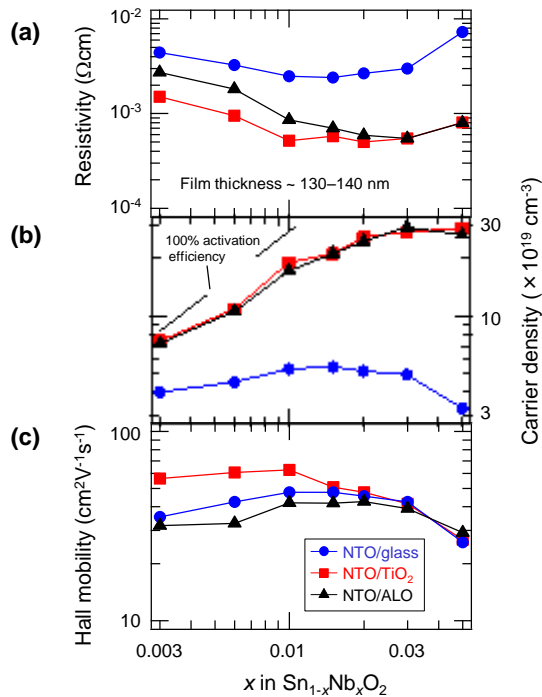 (a)
Resistivity (Ωcm)
10⁻²
10⁻³
10⁻⁴
Film thickness ~ 130–140 nm
(b)
100% activation
efficiency
30
10
3
Carrier density (× 10¹⁹ cm⁻³)
(c)
Hall mobility (cm²V⁻¹s⁻¹)
100
10
NTO/glass
NTO/TiO₂
NTO/ALO
0.003
0.01
0.03
x in Sn₁₋ₓNbₓO₂